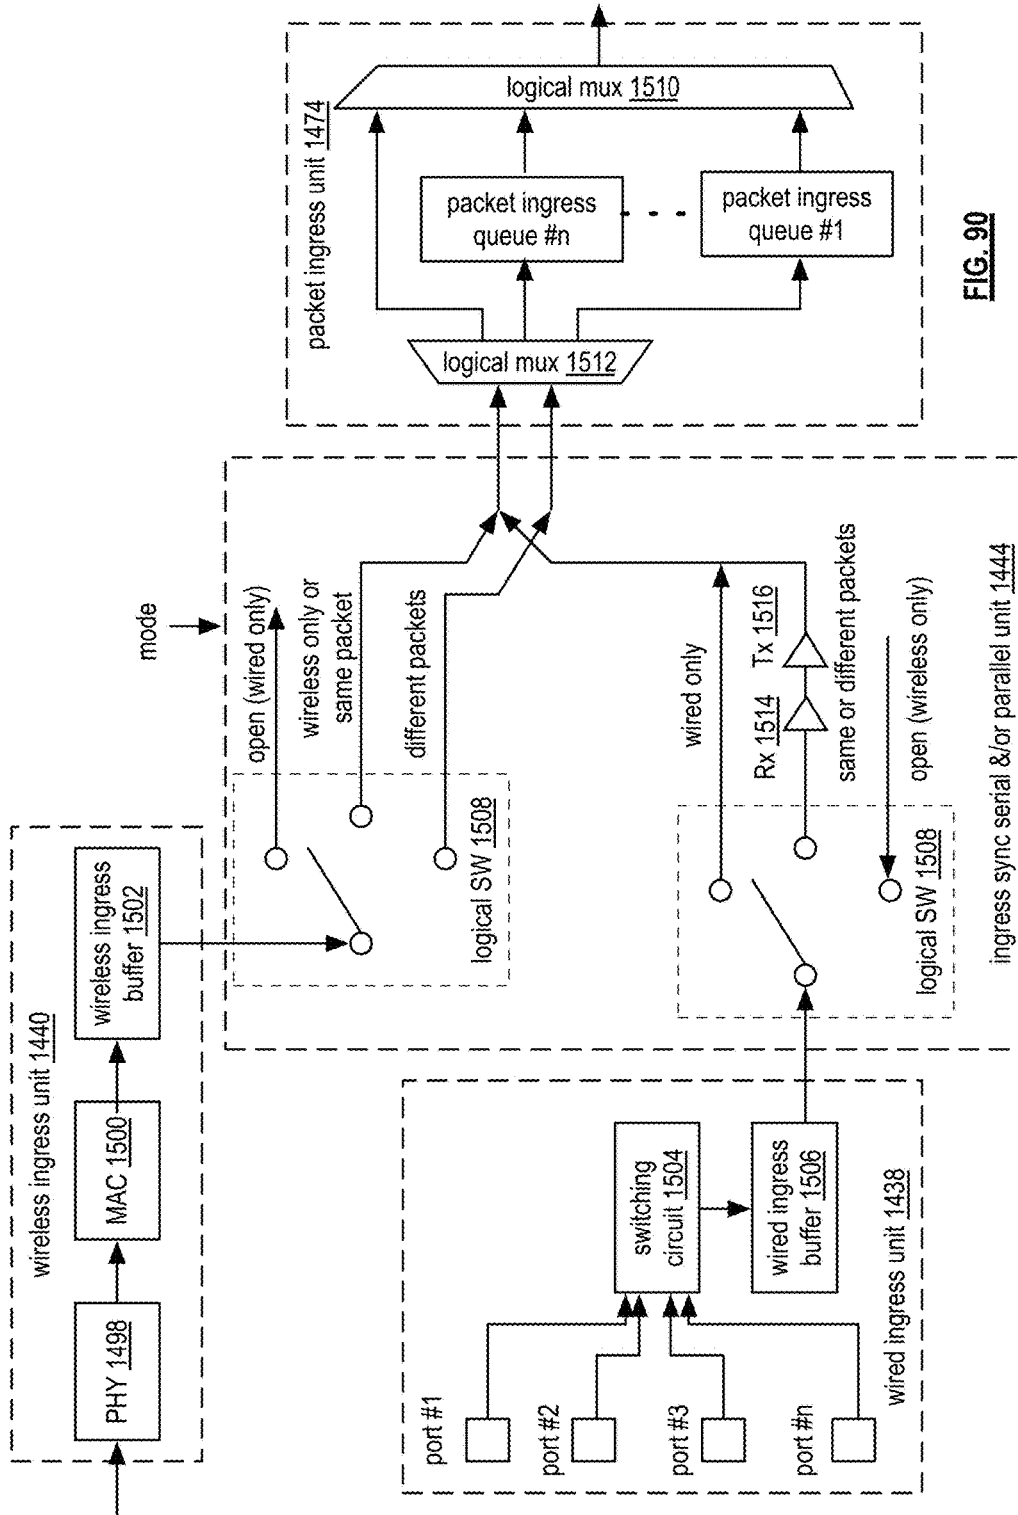 wireless ingress unit 1440
PHY 1498
MAC 1500
wireless ingress
buffer 1502
mode
open (wired only)
wireless only or
same packet
different packets
logical SW 1508
wired only
Rx 1514
Tx 1516
same or different packets
open (wireless only)
logical SW 1508
ingress sync serial &/or parallel unit 1444
port #1
port #2
port #3
port #n
switching
circuit 1504
wired ingress
buffer 1506
wired ingress unit 1438
packet ingress unit 1474
logical mux 1512
packet ingress
queue #n
packet ingress
queue #1
logical mux 1510
FIG. 90